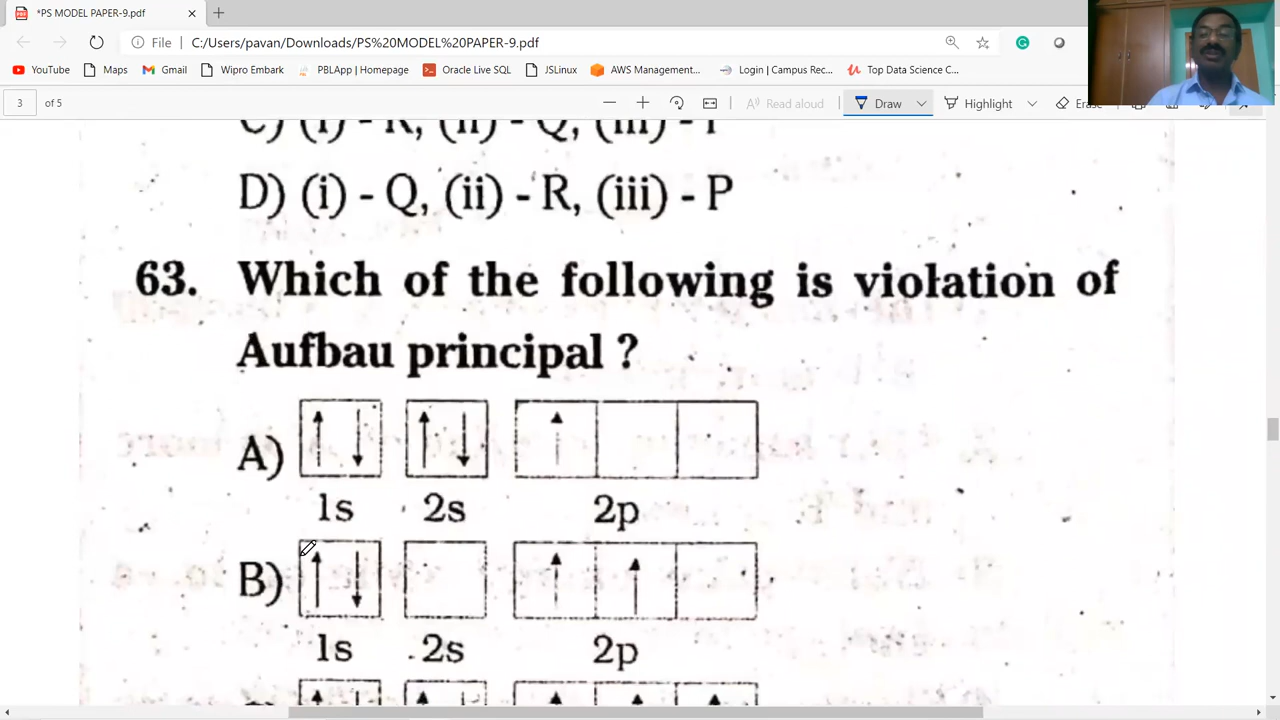 *PS MODEL PAPER-9.pdf
File
C:/Users/pavan/Downloads/PS%20MODEL%20PAPER-9.pdf
YouTube Maps Gmail Wipro Embark PBLApp | Homepage Oracle Live SQL JSLinux AWS Management... Login | Campus Rec... Top Data Science C...
3 of 5 Read aloud Draw Highlight Erase
C) (i) - R, (ii) - Q, (iii) - P
D) (i) - Q, (ii) - R, (iii) - P
63. Which of the following is violation of
Aufbau principal ?
A)
1s 2s 2p
B)
1s 2s 2p